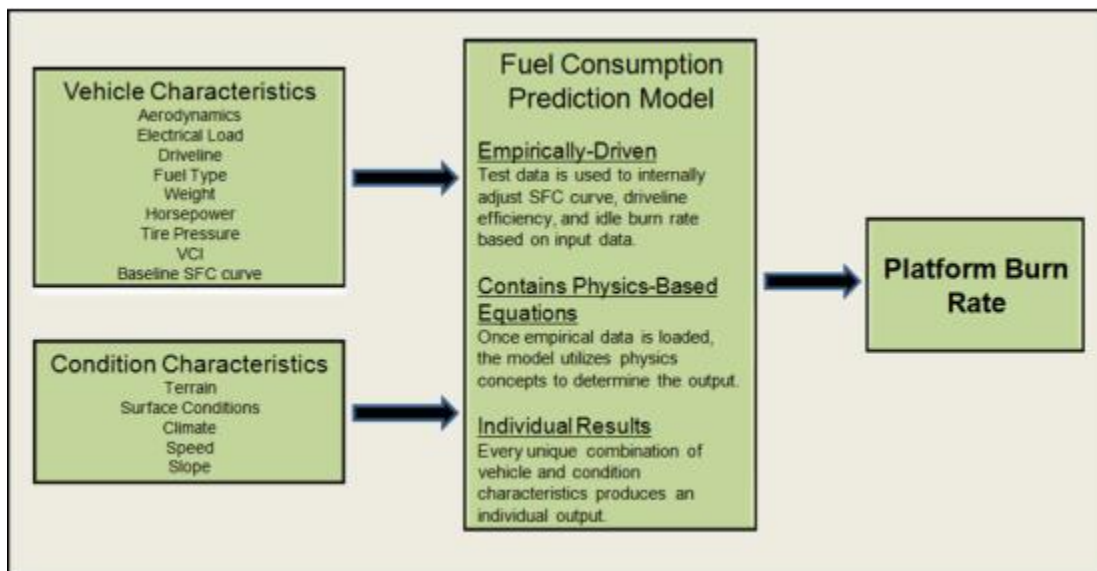 Vehicle Characteristics
Aerodynamics
Electrical Load
Driveline
Fuel Type
Weight
Horsepower
Tire Pressure
VCI
Baseline SFC curve
Condition Characteristics
Terrain
Surface Conditions
Climate
Speed
Slope
Fuel Consumption
Prediction Model
Empirically-Driven
Test data is used to internally
adjust SFC curve, driveline
efficiency, and idle burn rate
based on input data.
Contains Physics-Based
Equations
Once empirical data is loaded,
the model utilizes physics
concepts to determine the output.
Individual Results
Every unique combination of
vehicle and condition
characteristics produces an
individual output.
Platform Burn
Rate